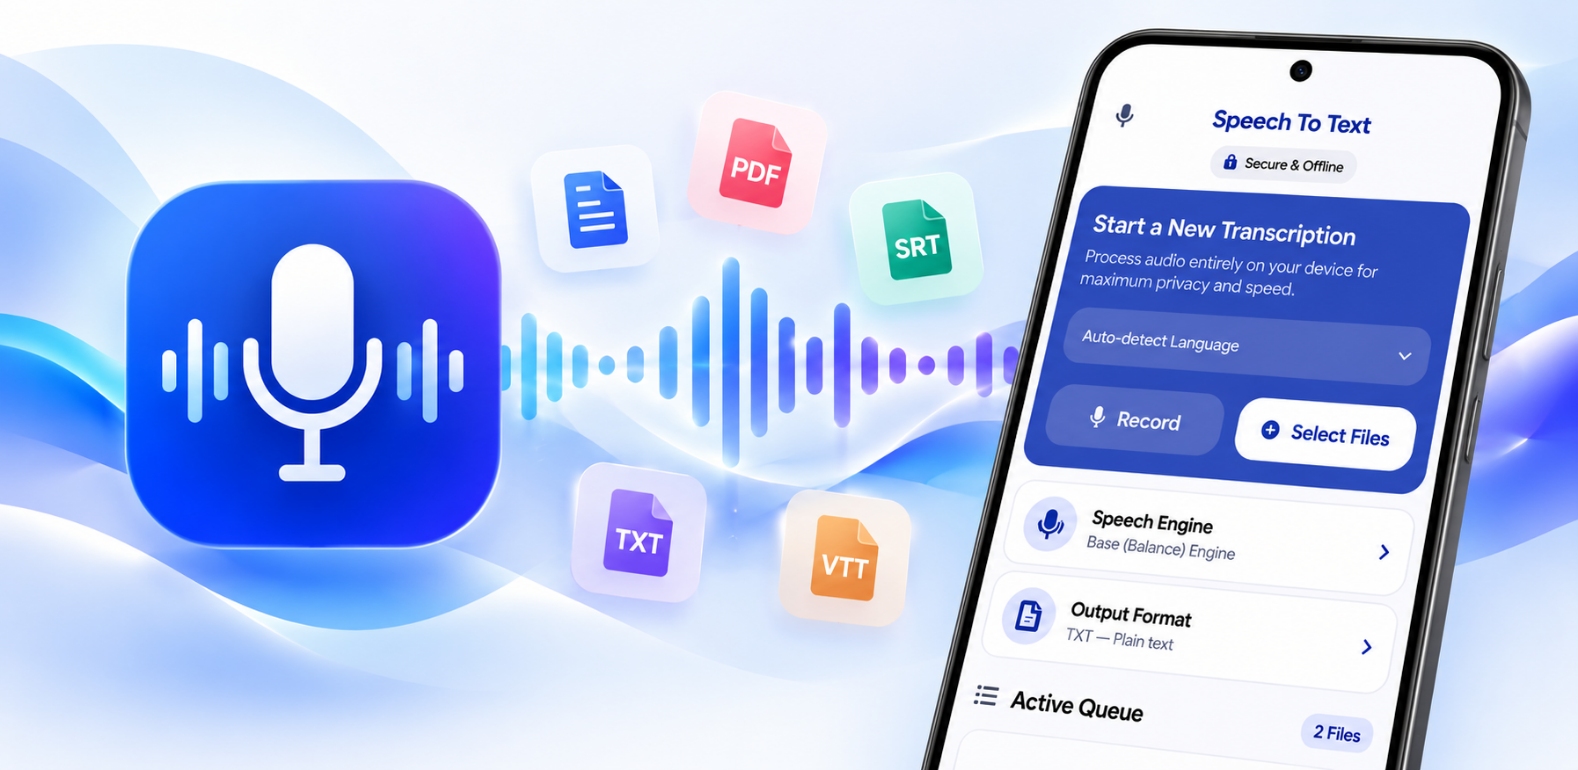 PDF
SRT
TXT
VTT
Speech To Text
Secure & Offline
Start a New Transcription
Process audio entirely on your device for
maximum privacy and speed.
Auto-detect Language
Record
Select Files
Speech Engine
Base (Balance) Engine
Output Format
TXT — Plain text
Active Queue
2 Files